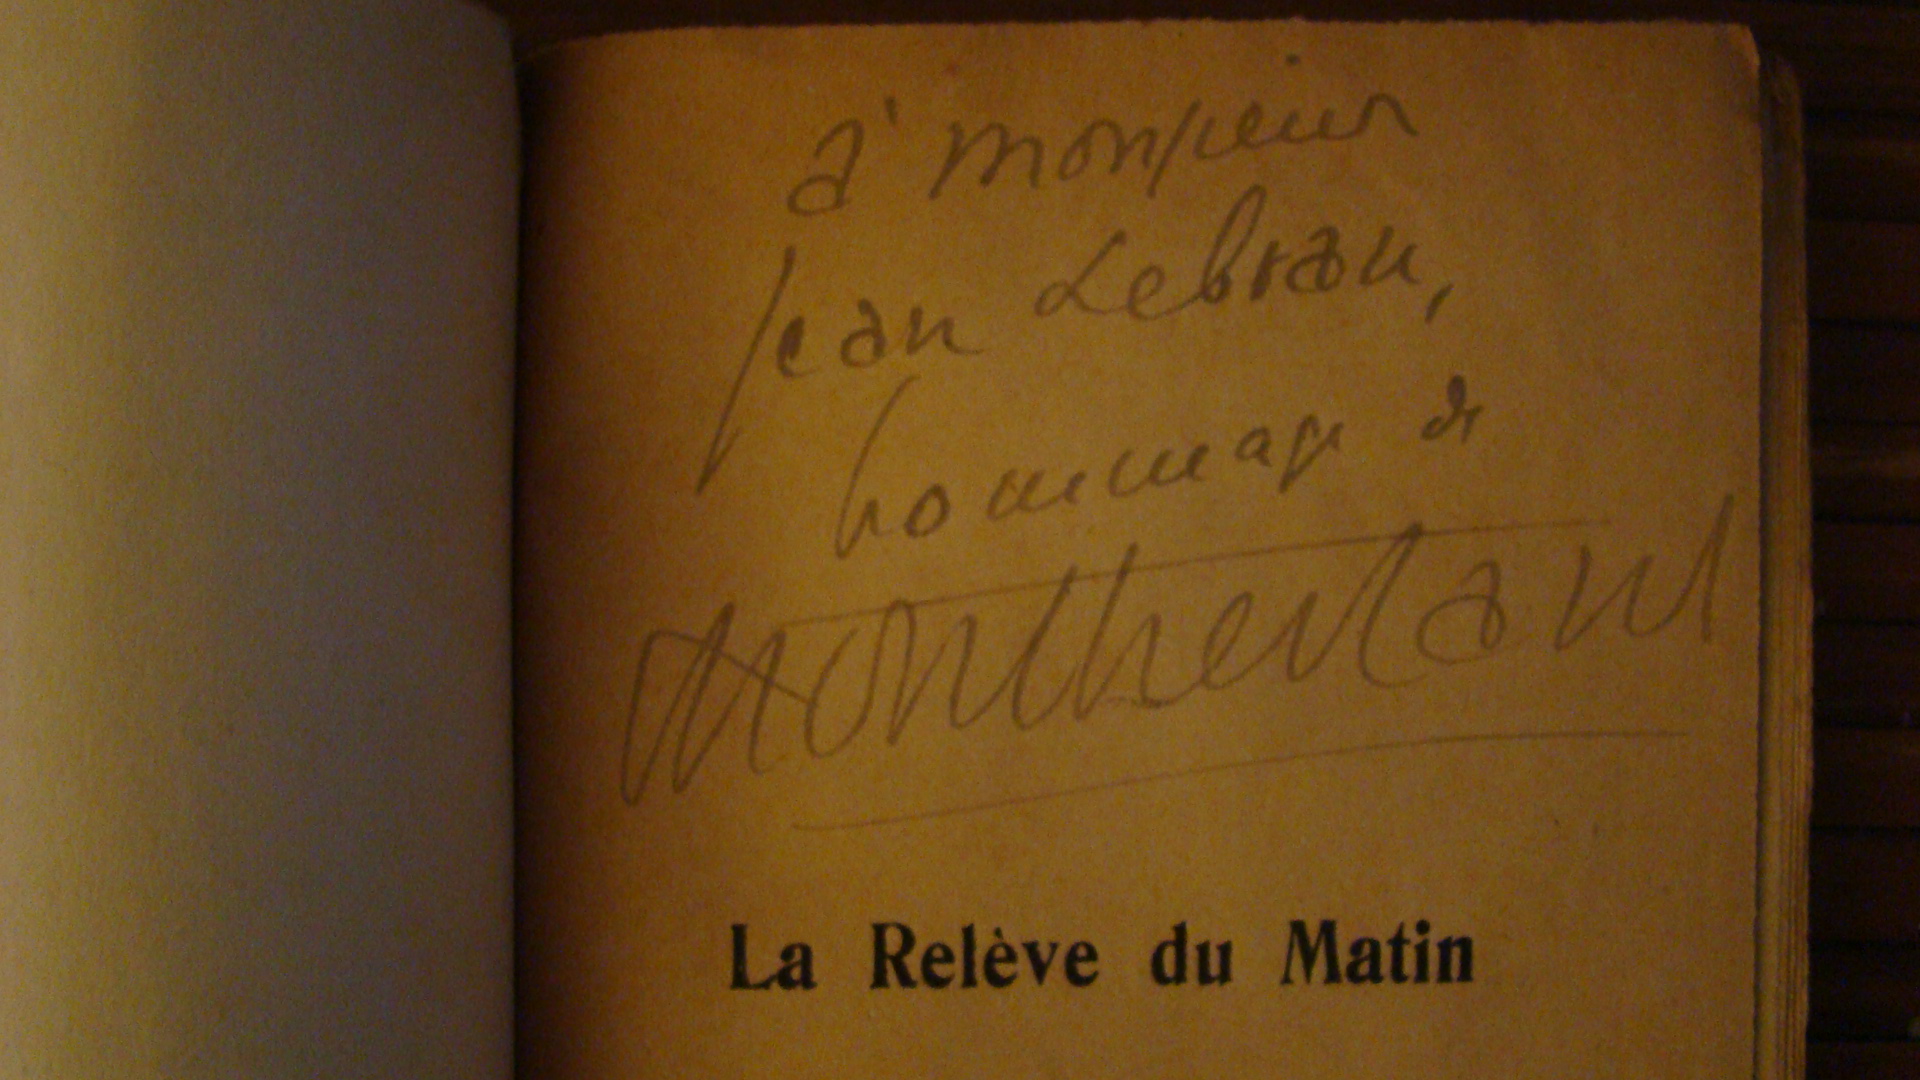 à monsieur
Jean Lebrau,
hommage de
Montherlant
La Relève du Matin